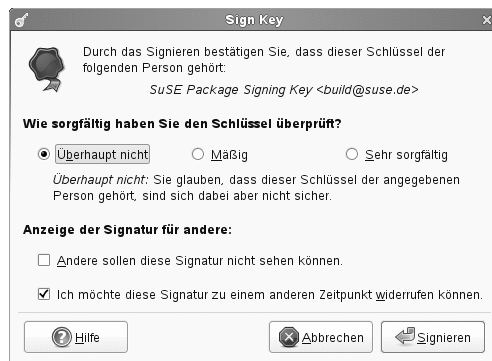 Sign Key
Durch das Signieren bestätigen Sie, dass dieser Schlüssel der
folgenden Person gehört:
SuSE Package Signing Key <build@suse.de>
Wie sorgfältig haben Sie den Schlüssel überprüft?
Überhaupt nicht
Mäßig
Sehr sorgfältig
Überhaupt nicht: Sie glauben, dass dieser Schlüssel der angegebenen
Person gehört, sind sich dabei aber nicht sicher.
Anzeige der Signatur für andere:
Andere sollen diese Signatur nicht sehen können.
Ich möchte diese Signatur zu einem anderen Zeitpunkt widerrufen können.
Hilfe
Abbrechen
Signieren